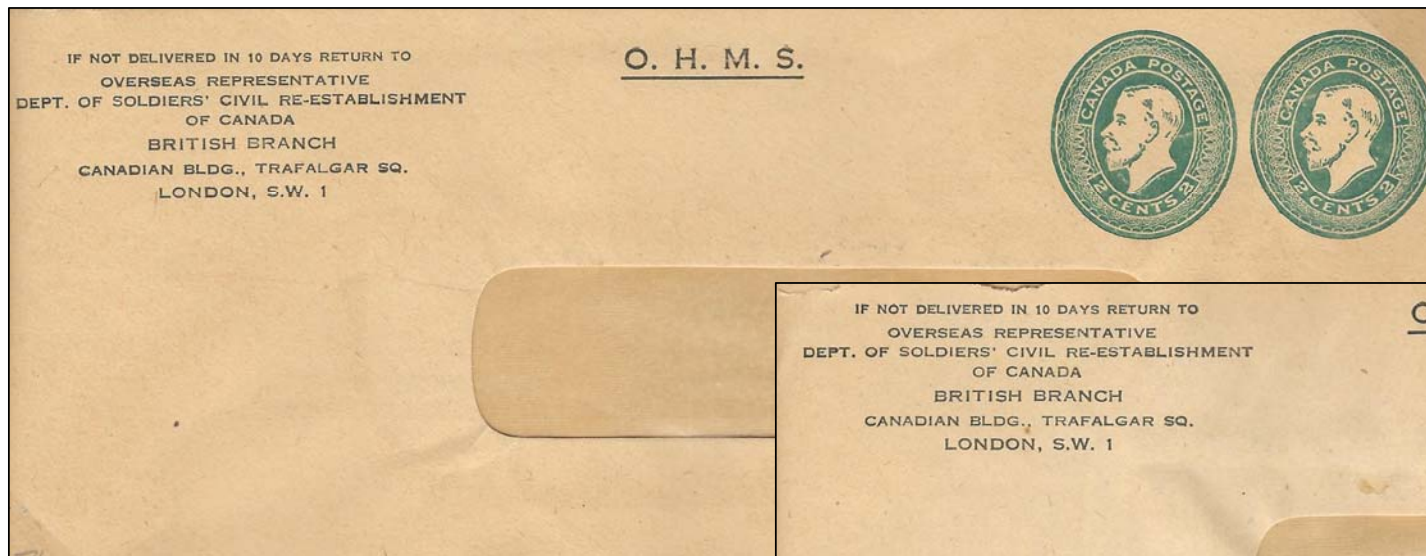 IF NOT DELIVERED IN 10 DAYS RETURN TO
OVERSEAS REPRESENTATIVE
DEPT. OF SOLDIERS' CIVIL RE-ESTABLISHMENT
OF CANADA
BRITISH BRANCH
CANADIAN BLDG., TRAFALGAR SQ.
LONDON, S.W. 1
O. H. M. S.
CANADA POSTAGE
2 CENTS 2
CANADA POSTAGE
2 CENTS 2
IF NOT DELIVERED IN 10 DAYS RETURN TO
OVERSEAS REPRESENTATIVE
DEPT. OF SOLDIERS' CIVIL RE-ESTABLISHMENT
OF CANADA
BRITISH BRANCH
CANADIAN BLDG., TRAFALGAR SQ.
LONDON, S.W. 1